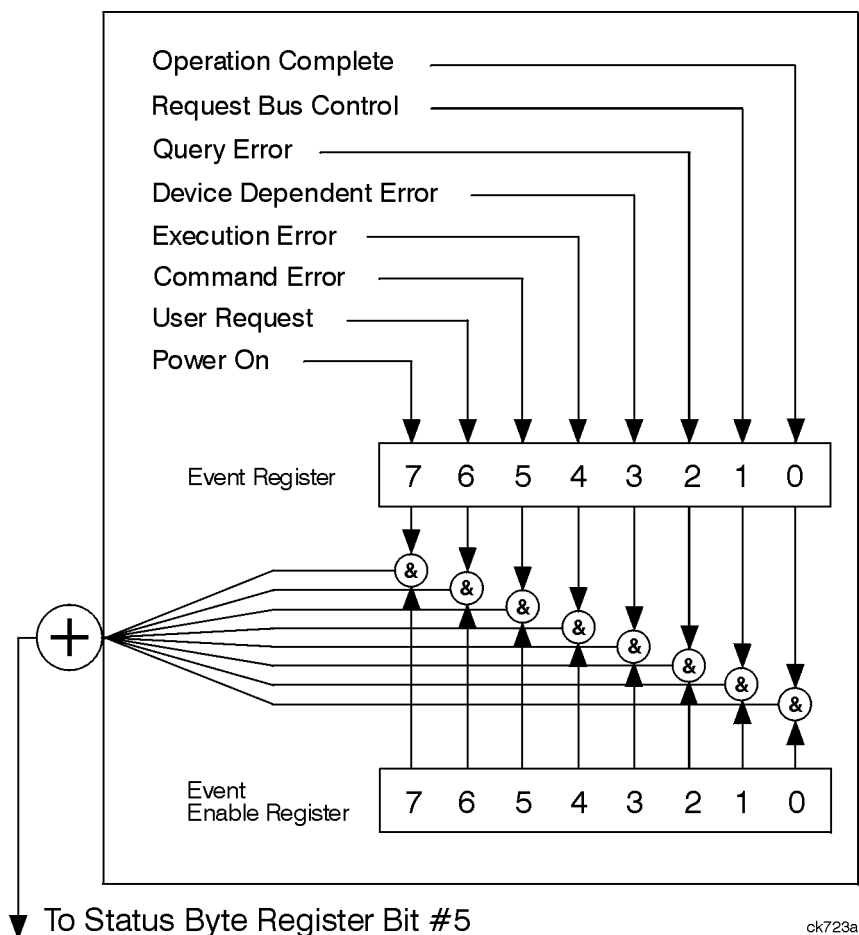 Operation Complete
Request Bus Control
Query Error
Device Dependent Error
Execution Error
Command Error
User Request
Power On
Event Register 7 6 5 4 3 2 1 0
& & & & & & & &
+
Event
Enable Register 7 6 5 4 3 2 1 0
To Status Byte Register Bit #5
ck723a